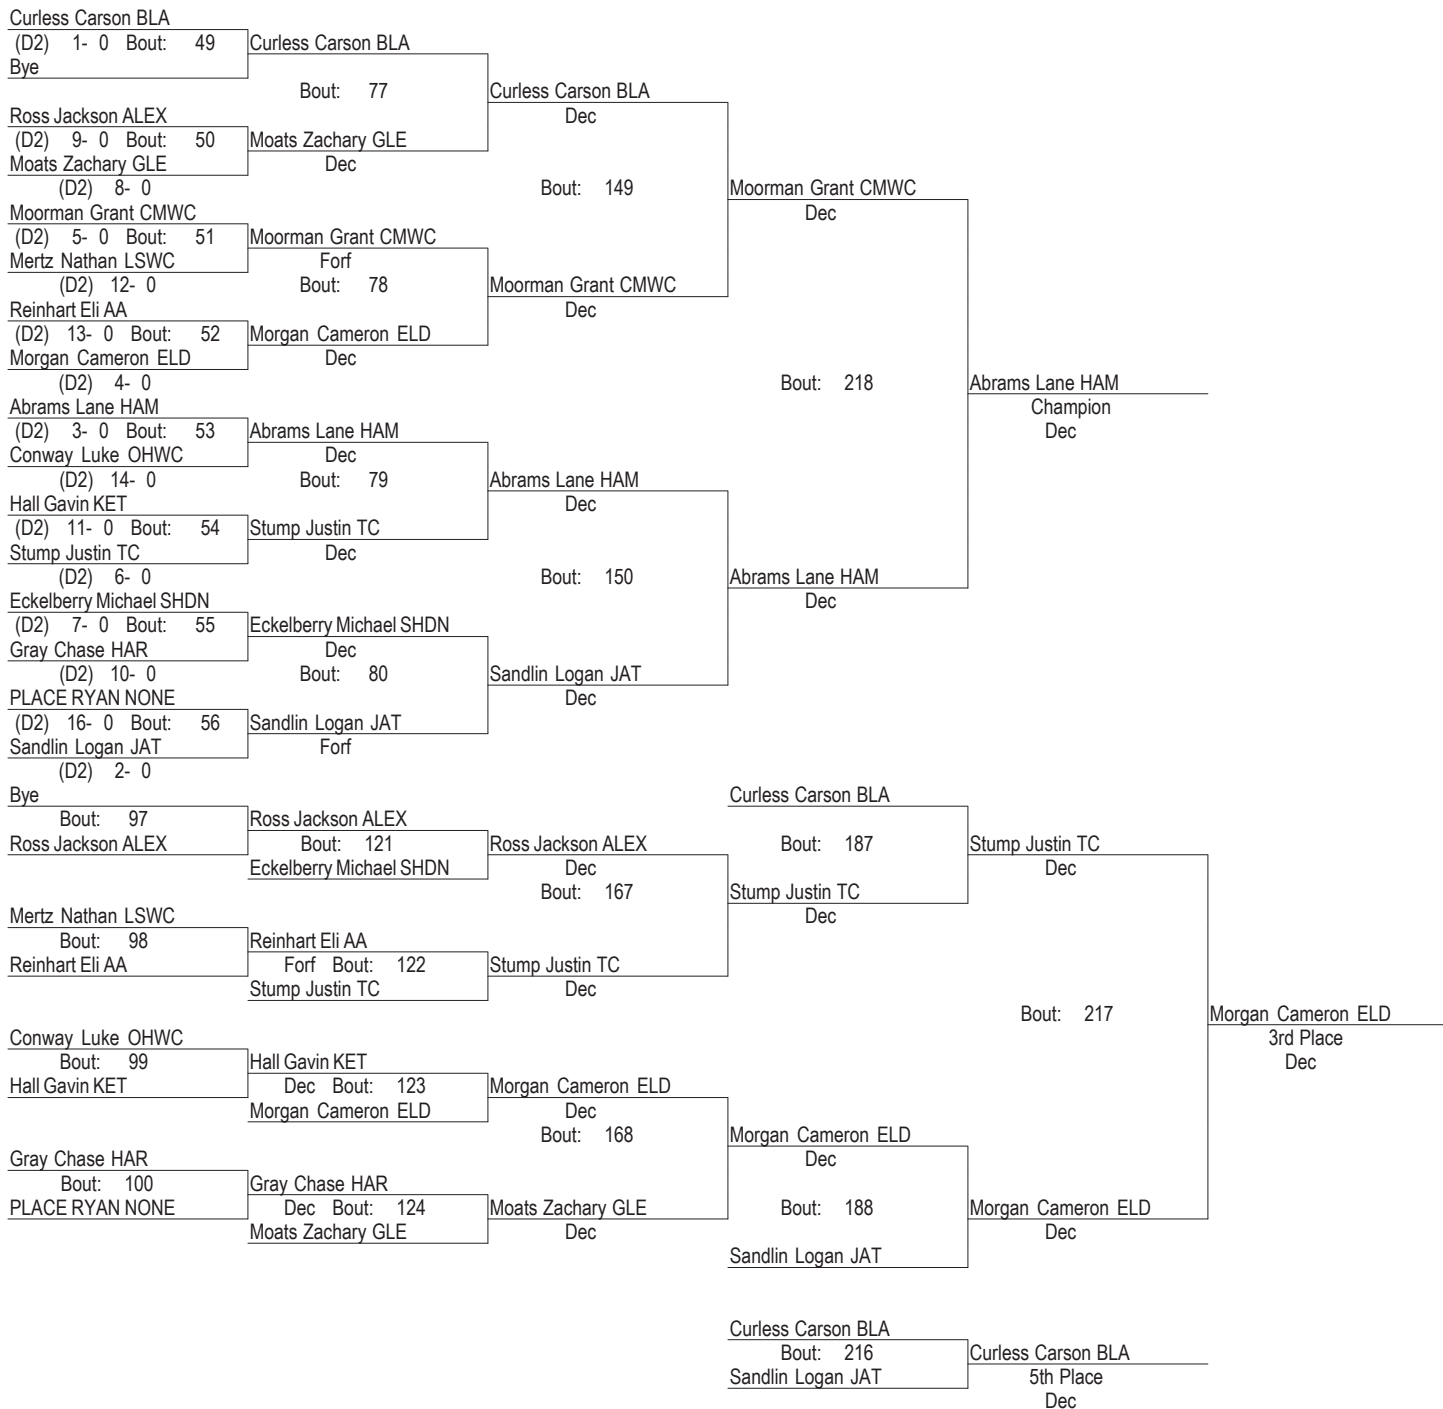 Curless Carson BLA
(D2) 1- 0 Bout: 49 Curless Carson BLA
Bye
Bout: 77 Curless Carson BLA
Ross Jackson ALEX Dec
(D2) 9- 0 Bout: 50 Moats Zachary GLE
Moats Zachary GLE Dec
(D2) 8- 0 Bout: 149 Moorman Grant CMWC
Moorman Grant CMWC Dec
(D2) 5- 0 Bout: 51 Moorman Grant CMWC
Mertz Nathan LSWC Forf
(D2) 12- 0 Bout: 78 Moorman Grant CMWC
Reinhart Eli AA Dec
(D2) 13- 0 Bout: 52 Morgan Cameron ELD
Morgan Cameron ELD Dec
(D2) 4- 0 Bout: 218 Abrams Lane HAM
Abrams Lane HAM Champion
(D2) 3- 0 Bout: 53 Abrams Lane HAM Dec
Conway Luke OHWC Dec
(D2) 14- 0 Bout: 79 Abrams Lane HAM
Hall Gavin KET Dec
(D2) 11- 0 Bout: 54 Stump Justin TC
Stump Justin TC Dec
(D2) 6- 0 Bout: 150 Abrams Lane HAM
Eckelberry Michael SHDN Dec
(D2) 7- 0 Bout: 55 Eckelberry Michael SHDN
Gray Chase HAR Dec
(D2) 10- 0 Bout: 80 Sandlin Logan JAT
PLACE RYAN NONE Dec
(D2) 16- 0 Bout: 56 Sandlin Logan JAT
Sandlin Logan JAT Forf
(D2) 2- 0
Bye Curless Carson BLA
Bout: 97 Ross Jackson ALEX
Ross Jackson ALEX Bout: 121 Ross Jackson ALEX Bout: 187 Stump Justin TC
Eckelberry Michael SHDN Dec Dec
Bout: 167 Stump Justin TC
Mertz Nathan LSWC Dec
Bout: 98 Reinhart Eli AA
Reinhart Eli AA Forf Bout: 122 Stump Justin TC
Stump Justin TC Dec
Bout: 217 Morgan Cameron ELD
Conway Luke OHWC 3rd Place
Bout: 99 Hall Gavin KET Dec
Hall Gavin KET Dec Bout: 123 Morgan Cameron ELD
Morgan Cameron ELD Dec
Bout: 168 Morgan Cameron ELD
Gray Chase HAR Dec
Bout: 100 Gray Chase HAR
PLACE RYAN NONE Dec Bout: 124 Moats Zachary GLE Bout: 188 Morgan Cameron ELD
Moats Zachary GLE Dec Dec
Sandlin Logan JAT
Curless Carson BLA
Bout: 216 Curless Carson BLA
Sandlin Logan JAT 5th Place
Dec